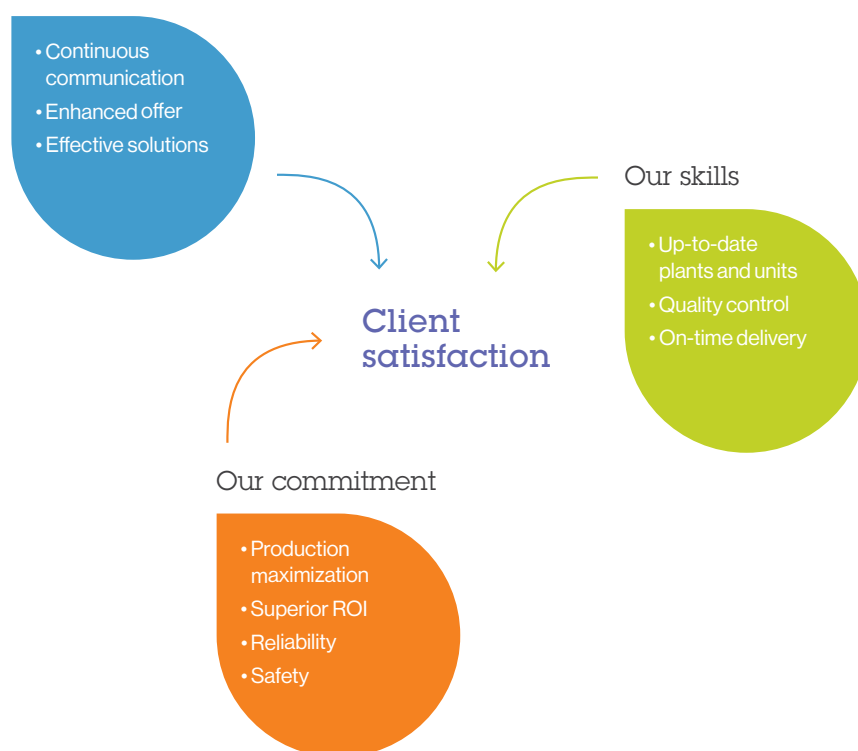 • Continuous
communication
• Enhanced offer
• Effective solutions
Our skills
• Up-to-date
plants and units
• Quality control
• On-time delivery
Client
satisfaction
Our commitment
• Production
maximization
• Superior ROI
• Reliability
• Safety